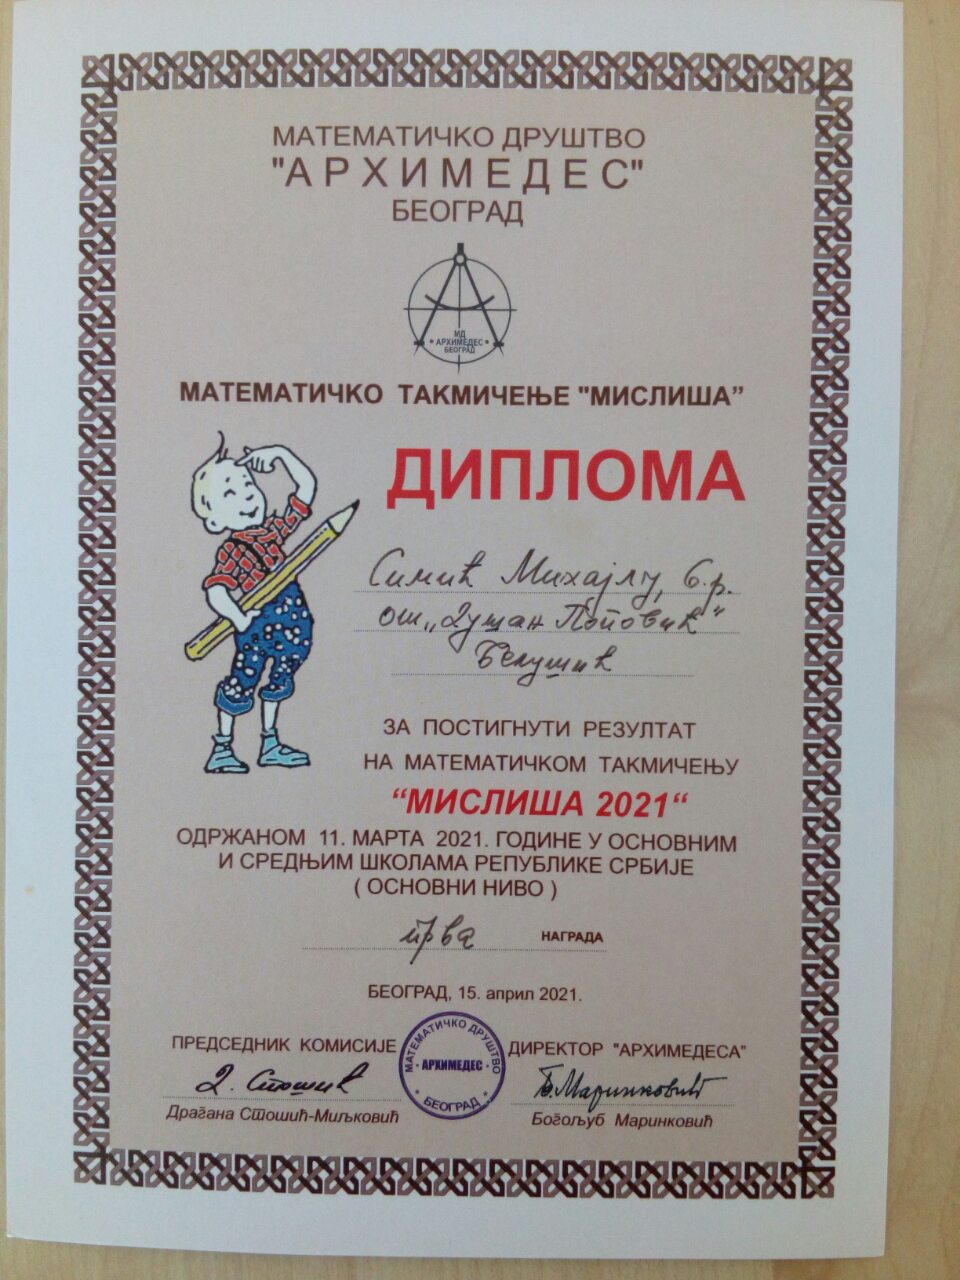 МАТЕМАТИЧКО ДРУШТВО
"АРХИМЕДЕС"
БЕОГРАД
МД
• АРХИМЕДЕС •
БЕОГРАД
МАТЕМАТИЧКО ТАКМИЧЕЊЕ "МИСЛИША”
ДИПЛОМА
Симић Михајлу, 6.р.
ОШ „Душан Поповић“
ЗА ПОСТИГНУТИ РЕЗУЛТАТ
НА МАТЕМАТИЧКОМ ТАКМИЧЕЊУ
“МИСЛИША 2021“
ОДРЖАНОМ 11. МАРТА 2021. ГОДИНЕ У ОСНОВНИМ
И СРЕДЊИМ ШКОЛАМА РЕПУБЛИКЕ СРБИЈЕ
( ОСНОВНИ НИВО )
прва НАГРАДА
БЕОГРАД, 15. април 2021.
ПРЕДСЕДНИК КОМИСИЈЕ
Д. Стошић
Драгана Стошић-Миљковић
МАТЕМАТИЧКО ДРУШТВО
• АРХИМЕДЕС •
* БЕОГРАД *
ДИРЕКТОР "АРХИМЕДЕСА"
Б. Маринковић
Богољуб Маринковић